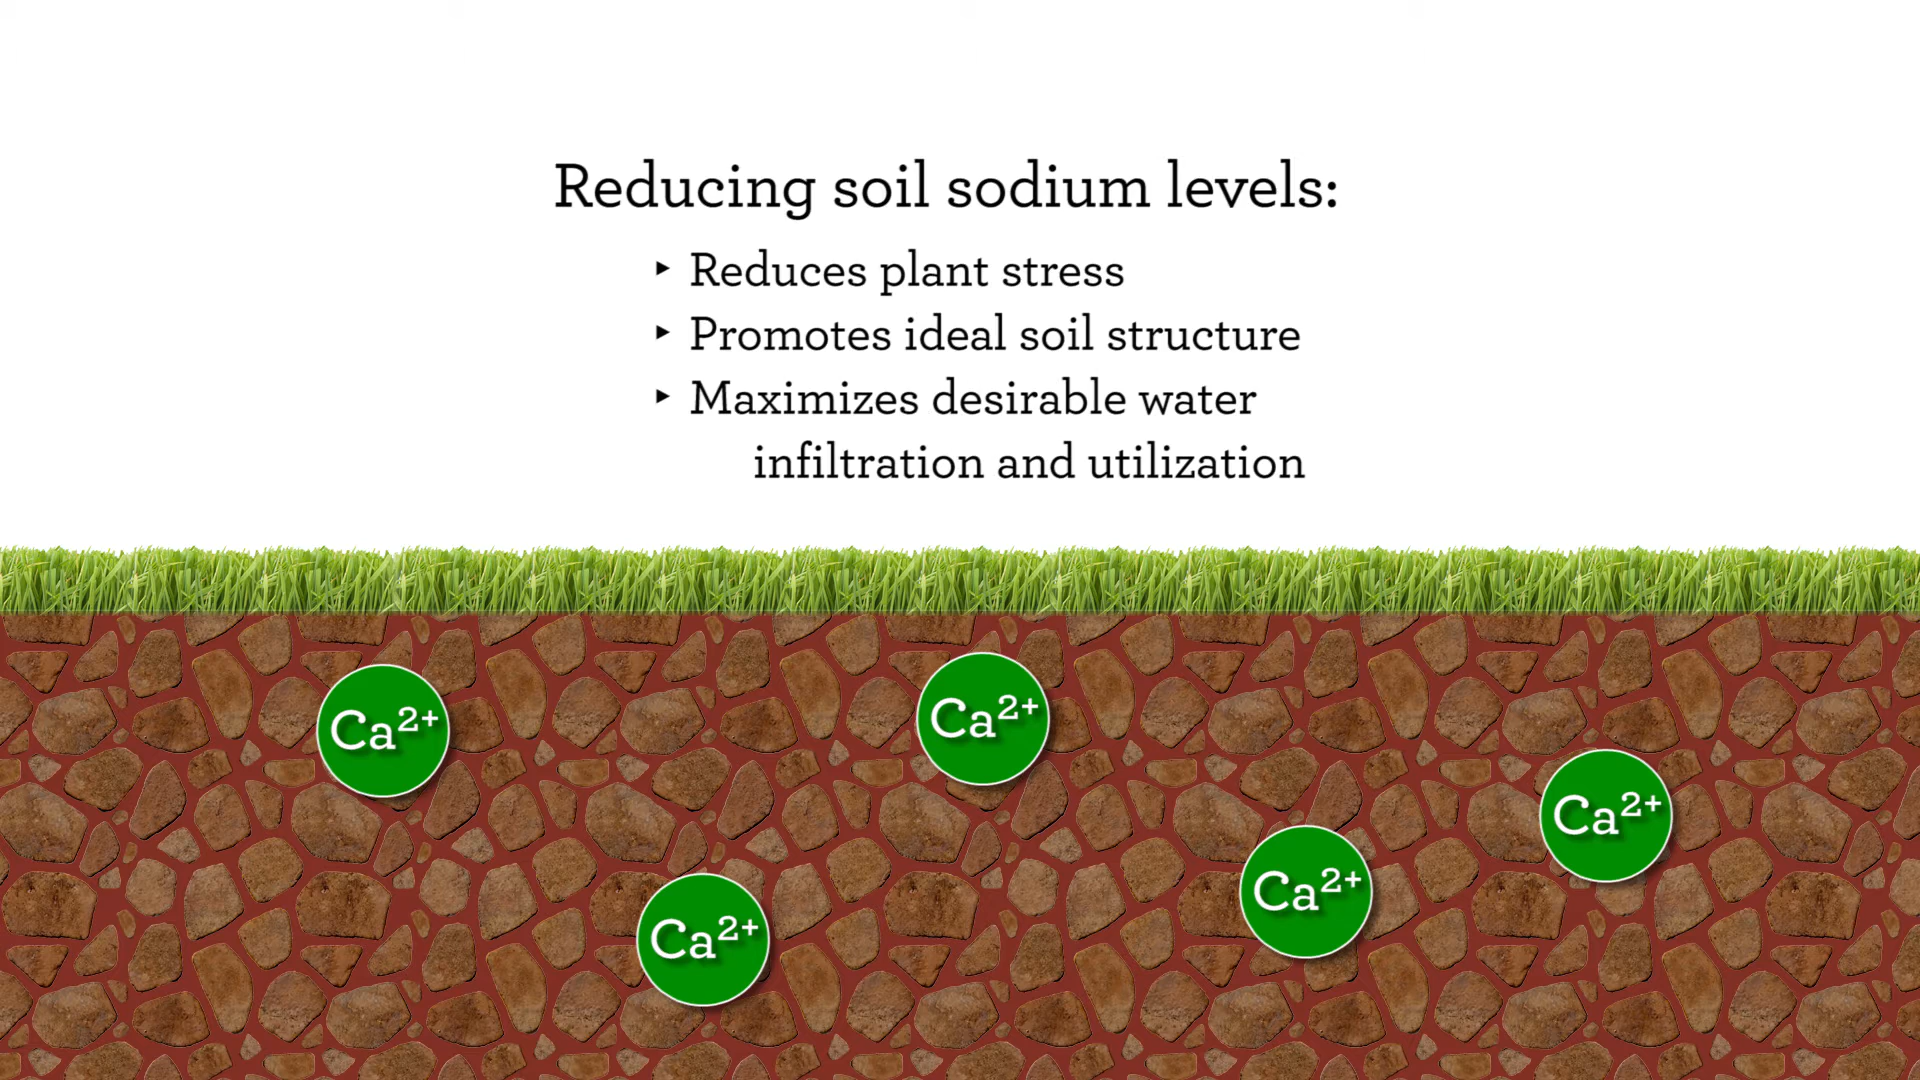 Reducing soil sodium levels:
‣ Reduces plant stress
‣ Promotes ideal soil structure
‣ Maximizes desirable water
infiltration and utilization
Ca²⁺
Ca²⁺
Ca²⁺
Ca²⁺
Ca²⁺